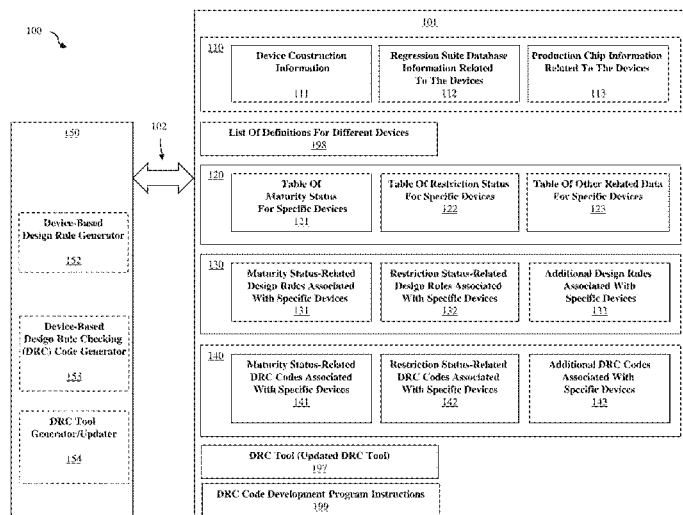 100
101
110
Device Construction
Information
111
Regression Suite Database
Information Related
To The Devices
112
Production Chip Information
Related To The Devices
113
150
102
List Of Definitions For Different Devices
198
120
Table Of
Maturity Status
For Specific Devices
121
Table Of Restriction Status
For Specific Devices
122
Table Of Other Related Data
For Specific Devices
123
Device-Based
Design Rule Generator
152
130
Maturity Status-Related
Design Rules Associated
With Specific Devices
131
Restriction Status-Related
Design Rules Associated
With Specific Devices
132
Additional Design Rules
Associated With
Specific Devices
133
Device-Based
Design Rule Checking
(DRC) Code Generator
153
140
Maturity Status-Related
DRC Codes Associated
With Specific Devices
141
Restriction Status-Related
DRC Codes Associated
With Specific Devices
142
Additional DRC Codes
Associated With
Specific Devices
143
DRC Tool
Generator/Updater
154
DRC Tool (Updated DRC Tool)
197
DRC Code Development Program Instructions
199